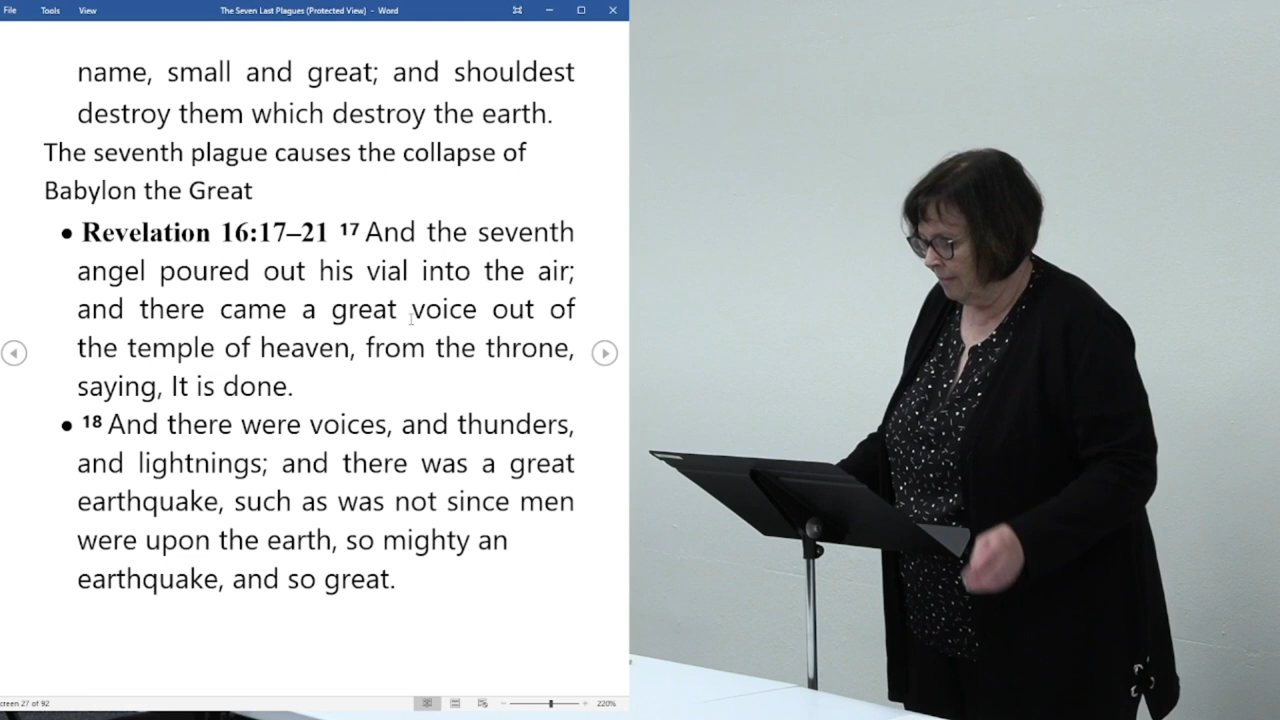 File Tools View The Seven Last Plagues (Protected View) - Word
name, small and great; and shouldest
destroy them which destroy the earth.
The seventh plague causes the collapse of
Babylon the Great
• Revelation 16:17–21 17 And the seventh
angel poured out his vial into the air;
and there came a great voice out of
the temple of heaven, from the throne,
saying, It is done.
• 18 And there were voices, and thunders,
and lightnings; and there was a great
earthquake, such as was not since men
were upon the earth, so mighty an
earthquake, and so great.
creen 27 of 92 220%